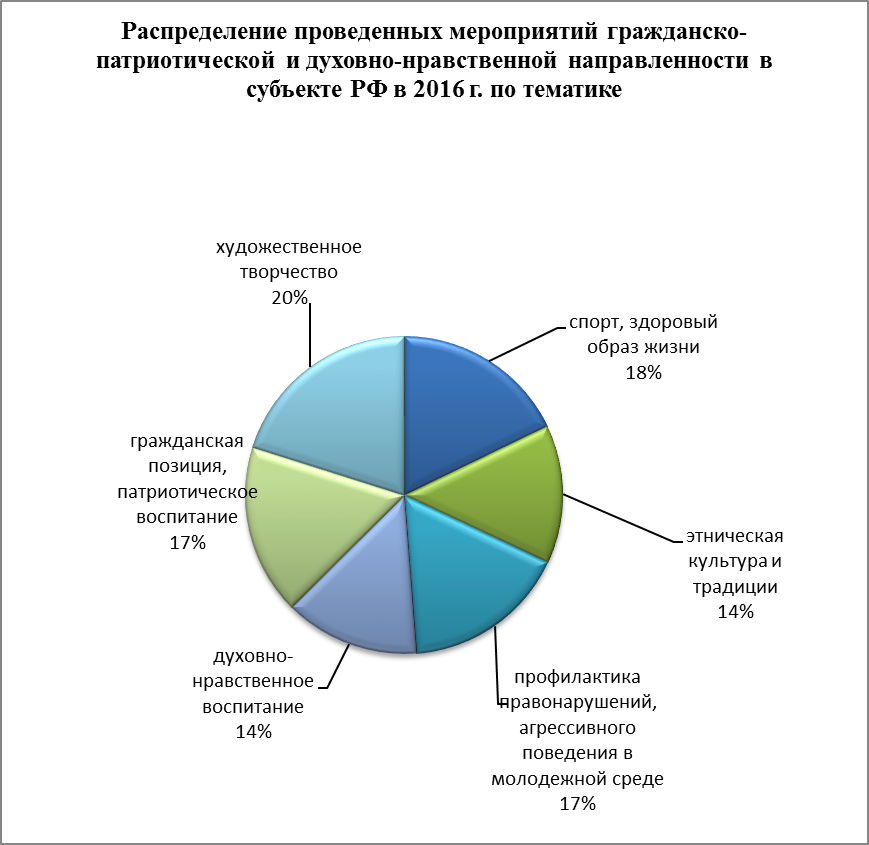 Распределение проведенных мероприятий гражданско-
патриотической и духовно-нравственной направленности в
субъекте РФ в 2016 г. по тематике
художественное
творчество
20%
спорт, здоровый
образ жизни
18%
гражданская
позиция,
патриотическое
воспитание
17%
этническая
культура и
традиции
14%
духовно-
нравственное
воспитание
14%
профилактика
правонарушений,
агрессивного
поведения в
молодежной среде
17%